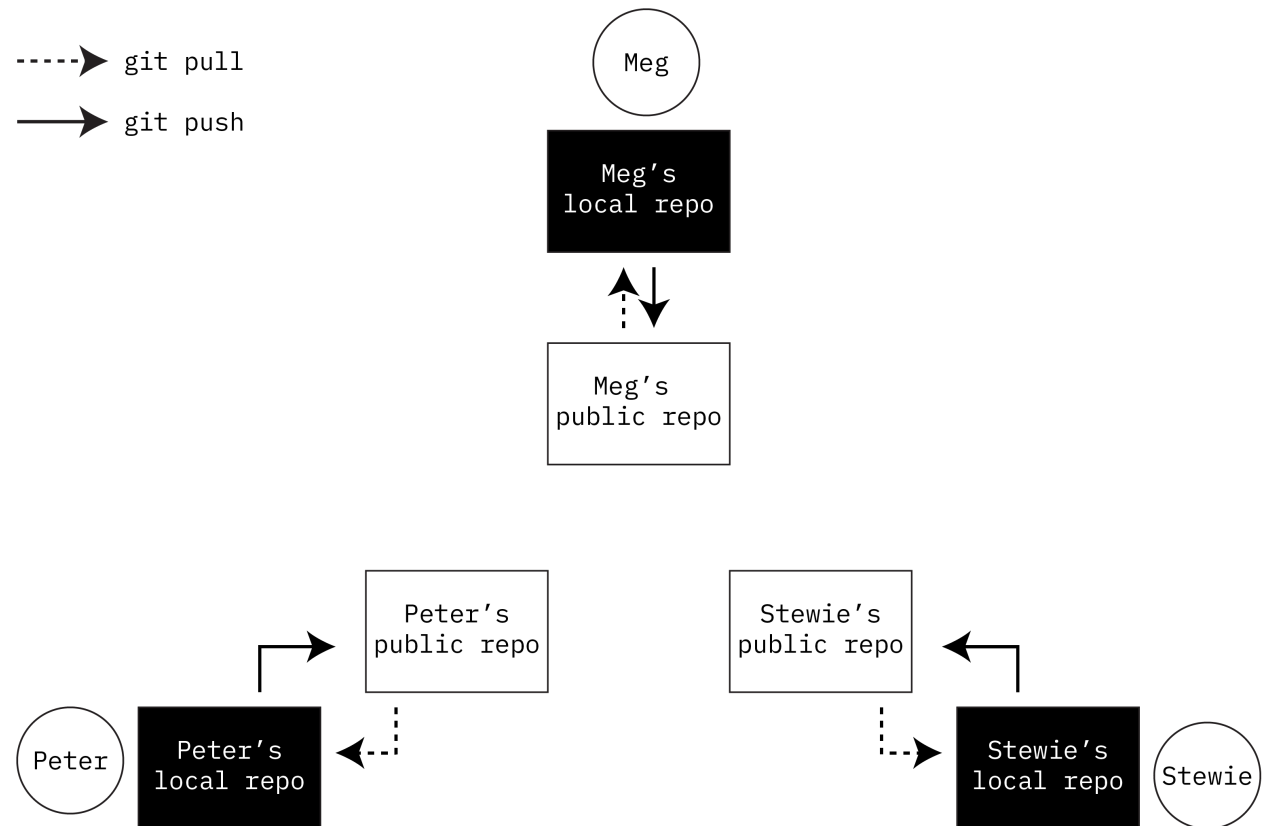 git pull
git push
Meg
Meg’s
local repo
Meg’s
public repo
Peter’s
public repo
Stewie’s
public repo
Peter
Peter’s
local repo
Stewie’s
local repo
Stewie